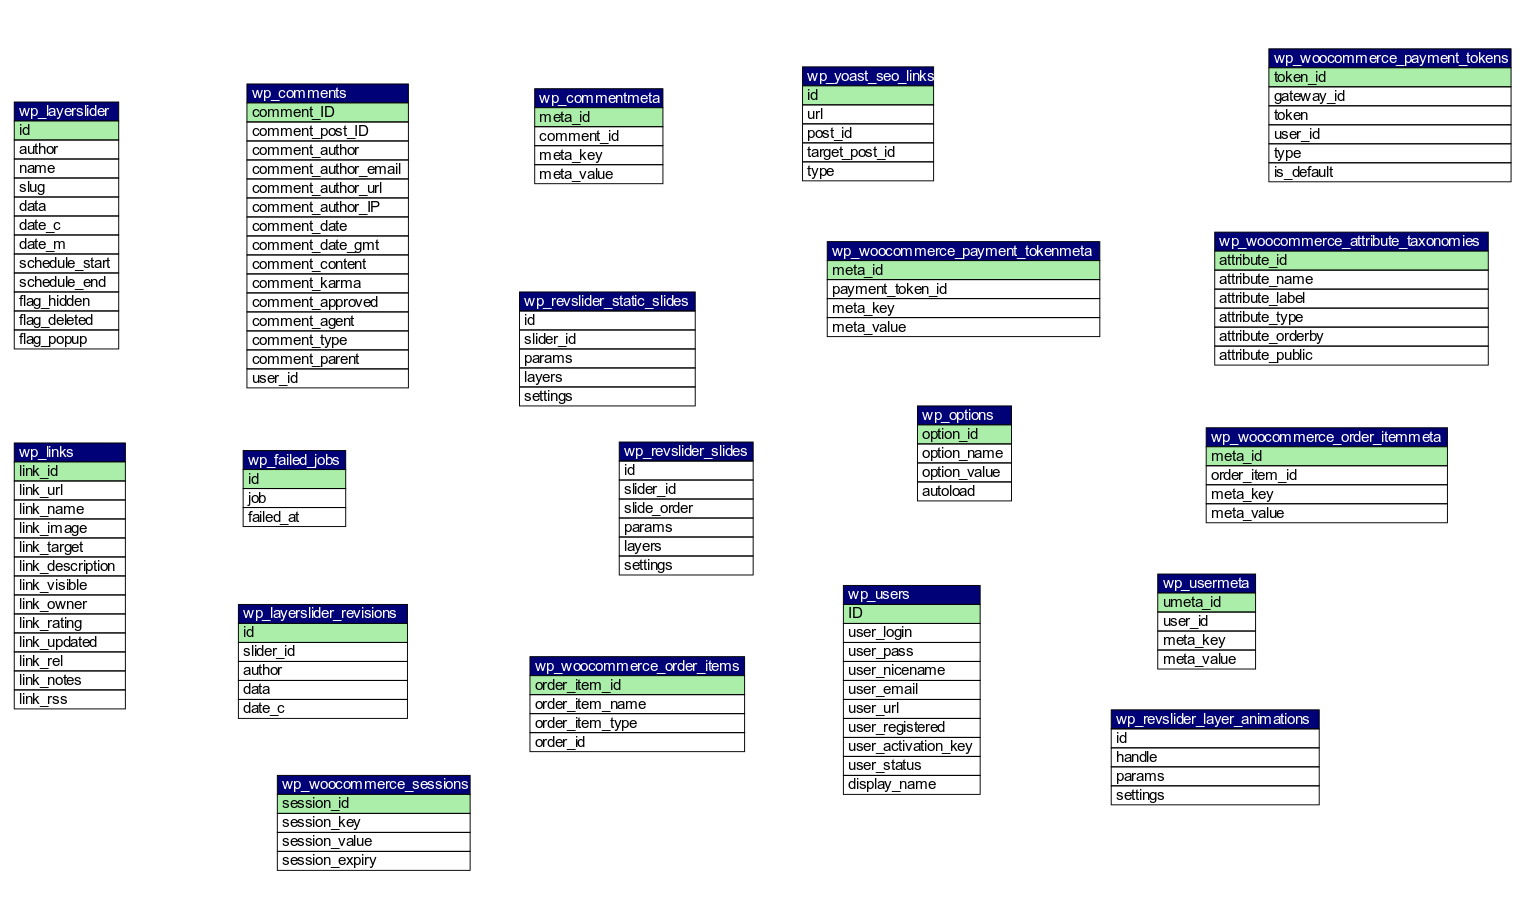 wp_layerslider
id
author
name
slug
data
date_c
date_m
schedule_start
schedule_end
flag_hidden
flag_deleted
flag_popup
wp_comments
comment_ID
comment_post_ID
comment_author
comment_author_email
comment_author_url
comment_author_IP
comment_date
comment_date_gmt
comment_content
comment_karma
comment_approved
comment_agent
comment_type
comment_parent
user_id
wp_commentmeta
meta_id
comment_id
meta_key
meta_value
wp_yoast_seo_links
id
url
post_id
target_post_id
type
wp_woocommerce_payment_tokens
token_id
gateway_id
token
user_id
type
is_default
wp_woocommerce_payment_tokenmeta
meta_id
payment_token_id
meta_key
meta_value
wp_woocommerce_attribute_taxonomies
attribute_id
attribute_name
attribute_label
attribute_type
attribute_orderby
attribute_public
wp_revslider_static_slides
id
slider_id
params
layers
settings
wp_links
link_id
link_url
link_name
link_image
link_target
link_description
link_visible
link_owner
link_rating
link_updated
link_rel
link_notes
link_rss
wp_failed_jobs
id
job
failed_at
wp_revslider_slides
id
slider_id
slide_order
params
layers
settings
wp_options
option_id
option_name
option_value
autoload
wp_woocommerce_order_itemmeta
meta_id
order_item_id
meta_key
meta_value
wp_layerslider_revisions
id
slider_id
author
data
date_c
wp_woocommerce_order_items
order_item_id
order_item_name
order_item_type
order_id
wp_users
ID
user_login
user_pass
user_nicename
user_email
user_url
user_registered
user_activation_key
user_status
display_name
wp_usermeta
umeta_id
user_id
meta_key
meta_value
wp_revslider_layer_animations
id
handle
params
settings
wp_woocommerce_sessions
session_id
session_key
session_value
session_expiry